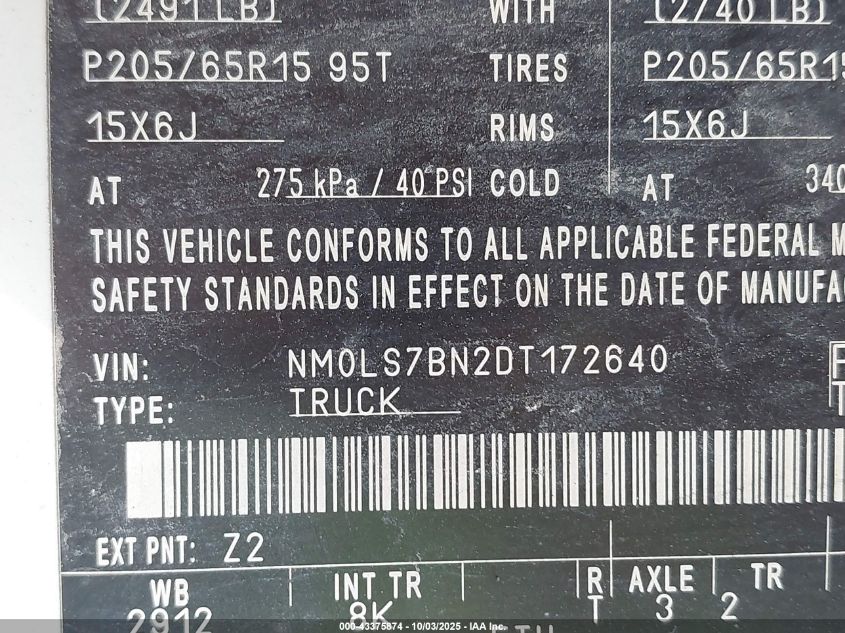 (2491 LB) WITH (2740 LB)
P205/65R15 95T TIRES P205/65R15
15X6J RIMS 15X6J
AT 275 kPa / 40 PSI COLD AT 340
THIS VEHICLE CONFORMS TO ALL APPLICABLE FEDERAL M
SAFETY STANDARDS IN EFFECT ON THE DATE OF MANUFA
VIN: NM0LS7BN2DT172640
TYPE: TRUCK
EXT PNT: Z2
WB INT TR R AXLE TR
2912 8K T 3 2
000-43375874 - 10/03/2025 - IAA Inc.